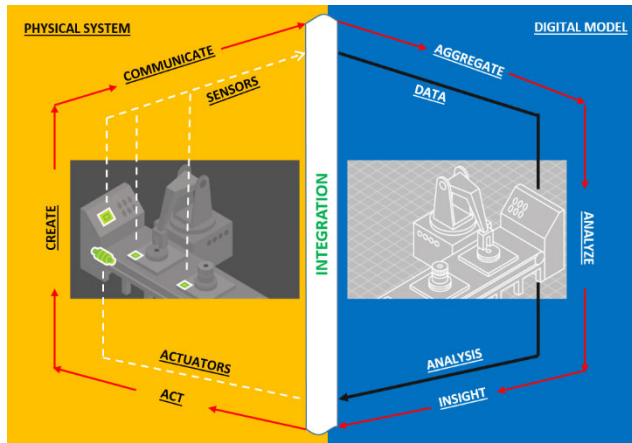 PHYSICAL SYSTEM
DIGITAL MODEL
COMMUNICATE
AGGREGATE
SENSORS
DATA
CREATE
INTEGRATION
ANALYZE
ACTUATORS
ANALYSIS
ACT
INSIGHT